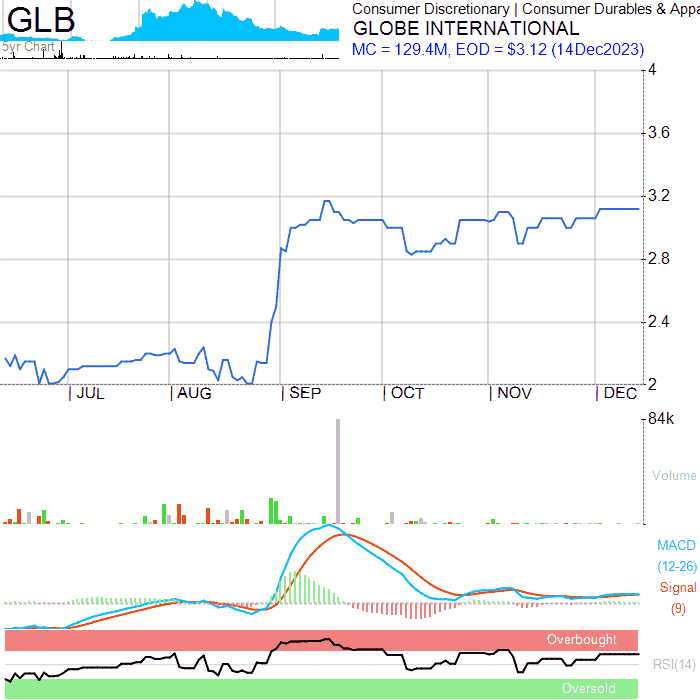 GLB
5yr Chart
Consumer Discretionary | Consumer Durables & Appa
GLOBE INTERNATIONAL
MC = 129.4M, EOD = $3.12 (14Dec2023)
4
3.6
3.2
2.8
2.4
2
JUL
AUG
SEP
OCT
NOV
DEC
84k
Volume
MACD
(12-26)
Signal
(9)
Overbought
RSI(14)
Oversold